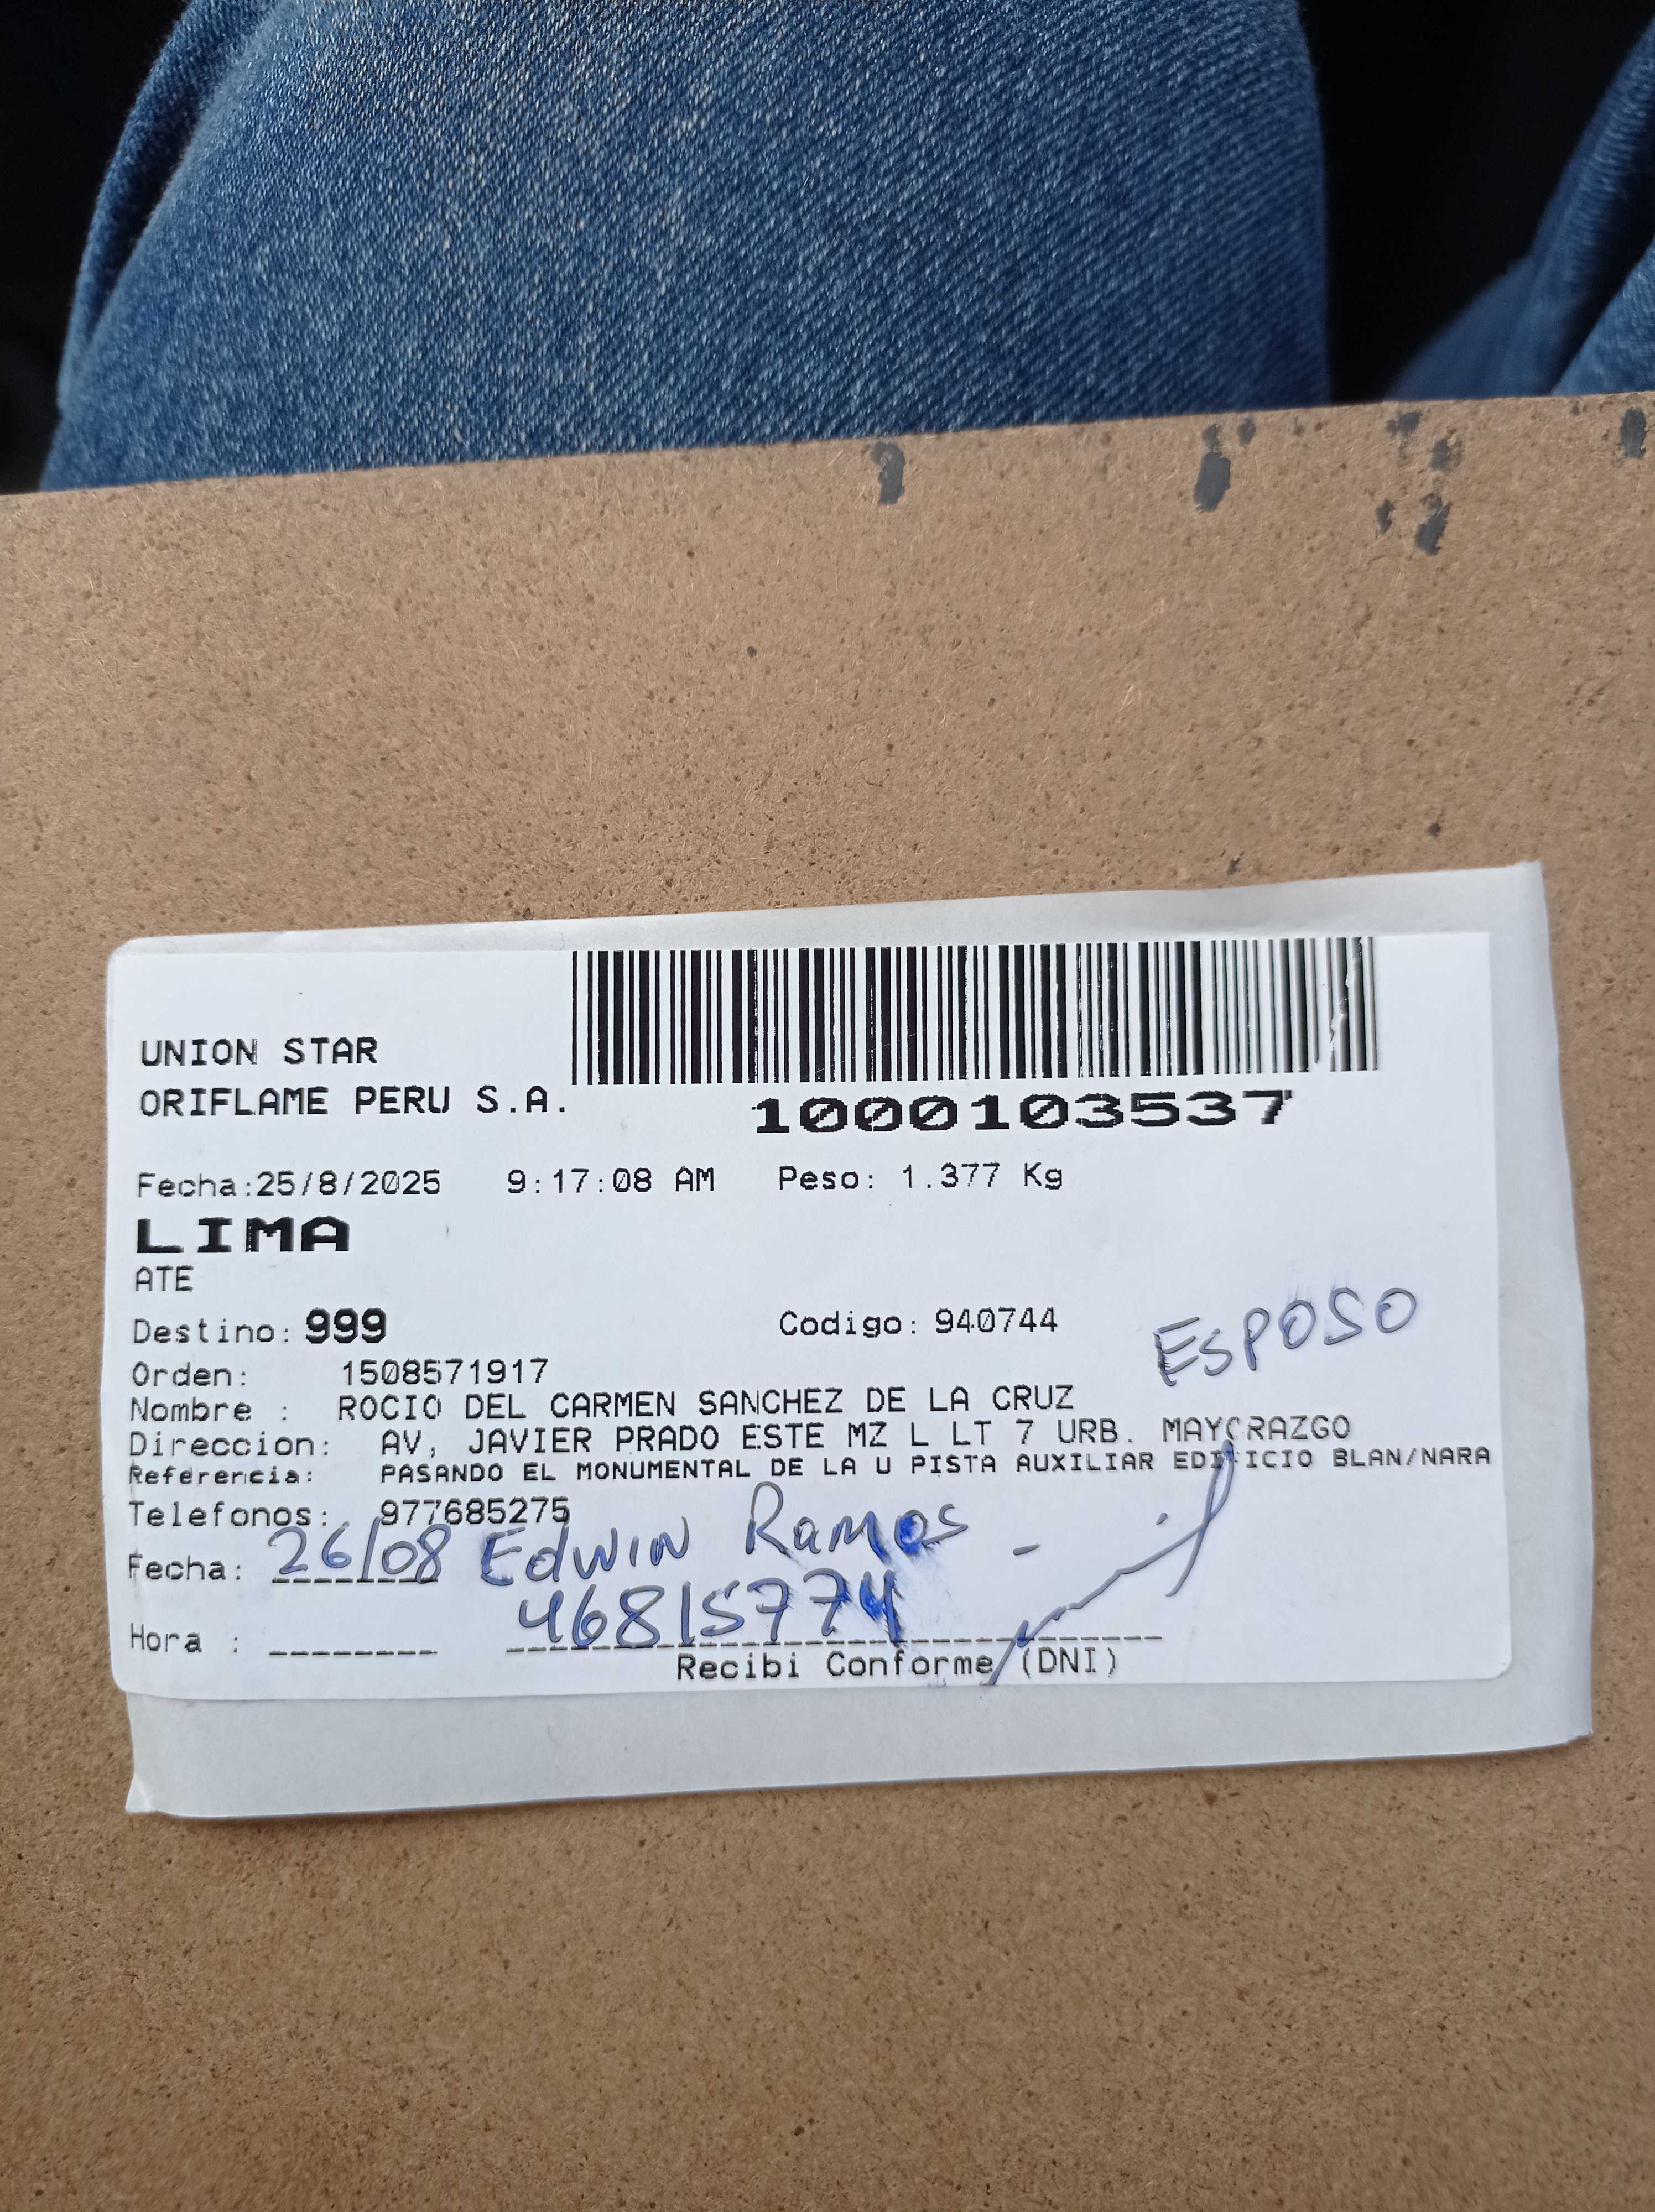 UNION STAR
ORIFLAME PERU S.A.
1000103537
Fecha:25/8/2025 9:17:08 AM Peso: 1.377 Kg
LIMA
ATE
Destino: 999 Codigo: 940744
ESPOSO
Orden: 1508571917
Nombre : ROCIO DEL CARMEN SANCHEZ DE LA CRUZ
Direccion: AV, JAVIER PRADO ESTE MZ L LT 7 URB. MAYORAZGO
Referencia: PASANDO EL MONUMENTAL DE LA U PISTA AUXILIAR EDIFICIO BLAN/NARA
Telefonos: 977685275
Fecha: 26/08 Edwin Ramos -
46815774
Hora :
Recibi Conforme (DNI)